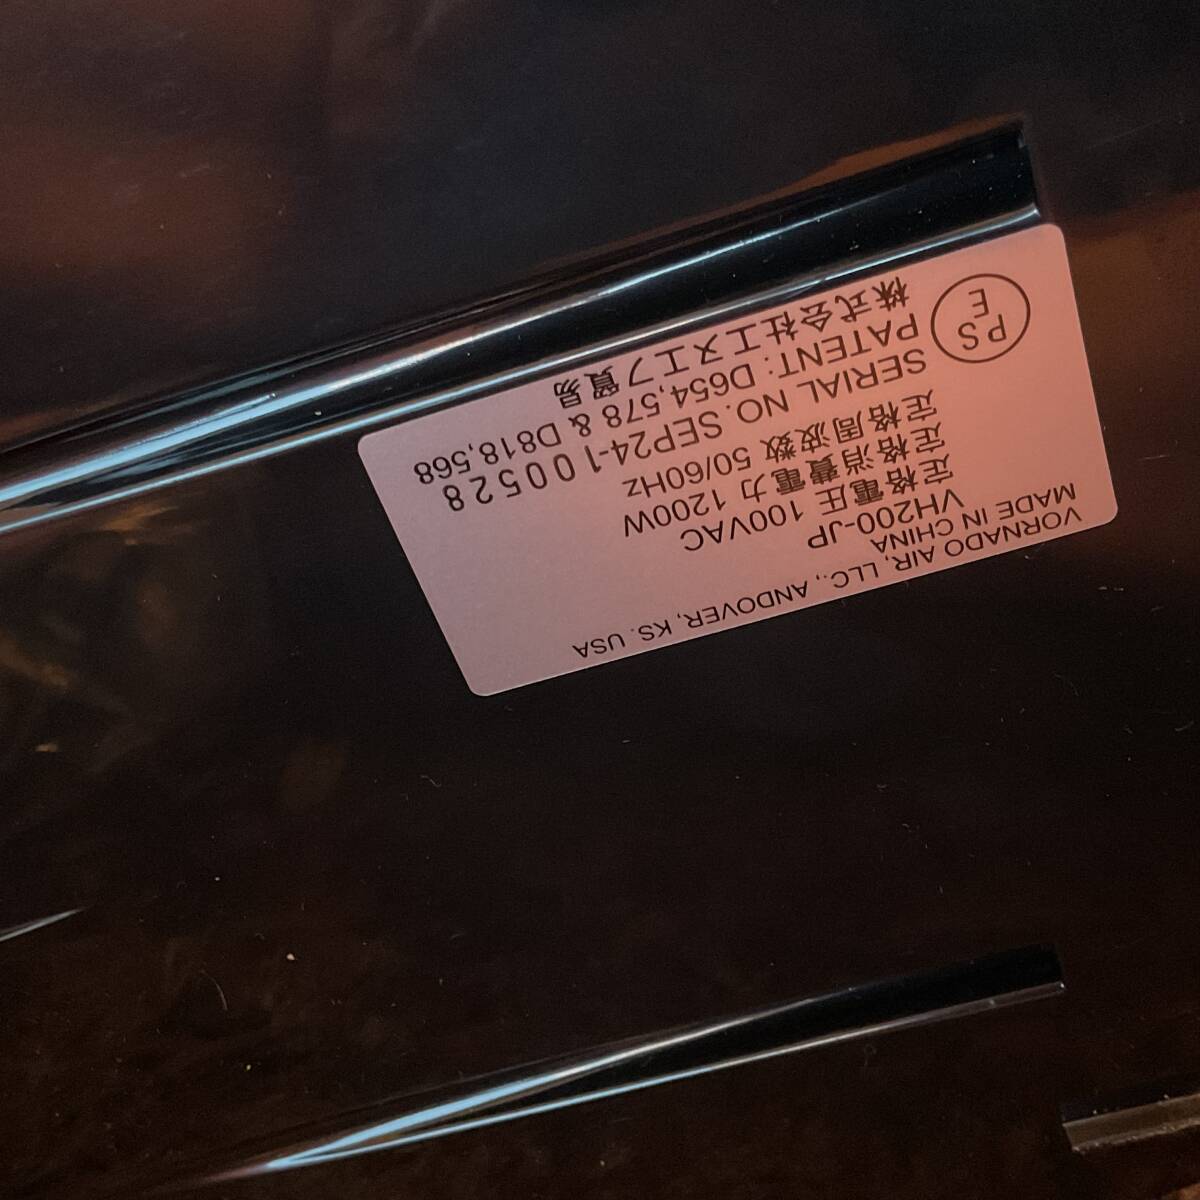 VORNADO AIR, LLC., ANDOVER, KS. USA
MADE IN CHINA
VH200-JP
定格電圧 100VAC
定格消費電力 1200W
定格周波数 50/60Hz
SERIAL NO. SEP24-100528
PATENT: D654,578 & D818,568
株式会社エヌエフ貿易
PS
E